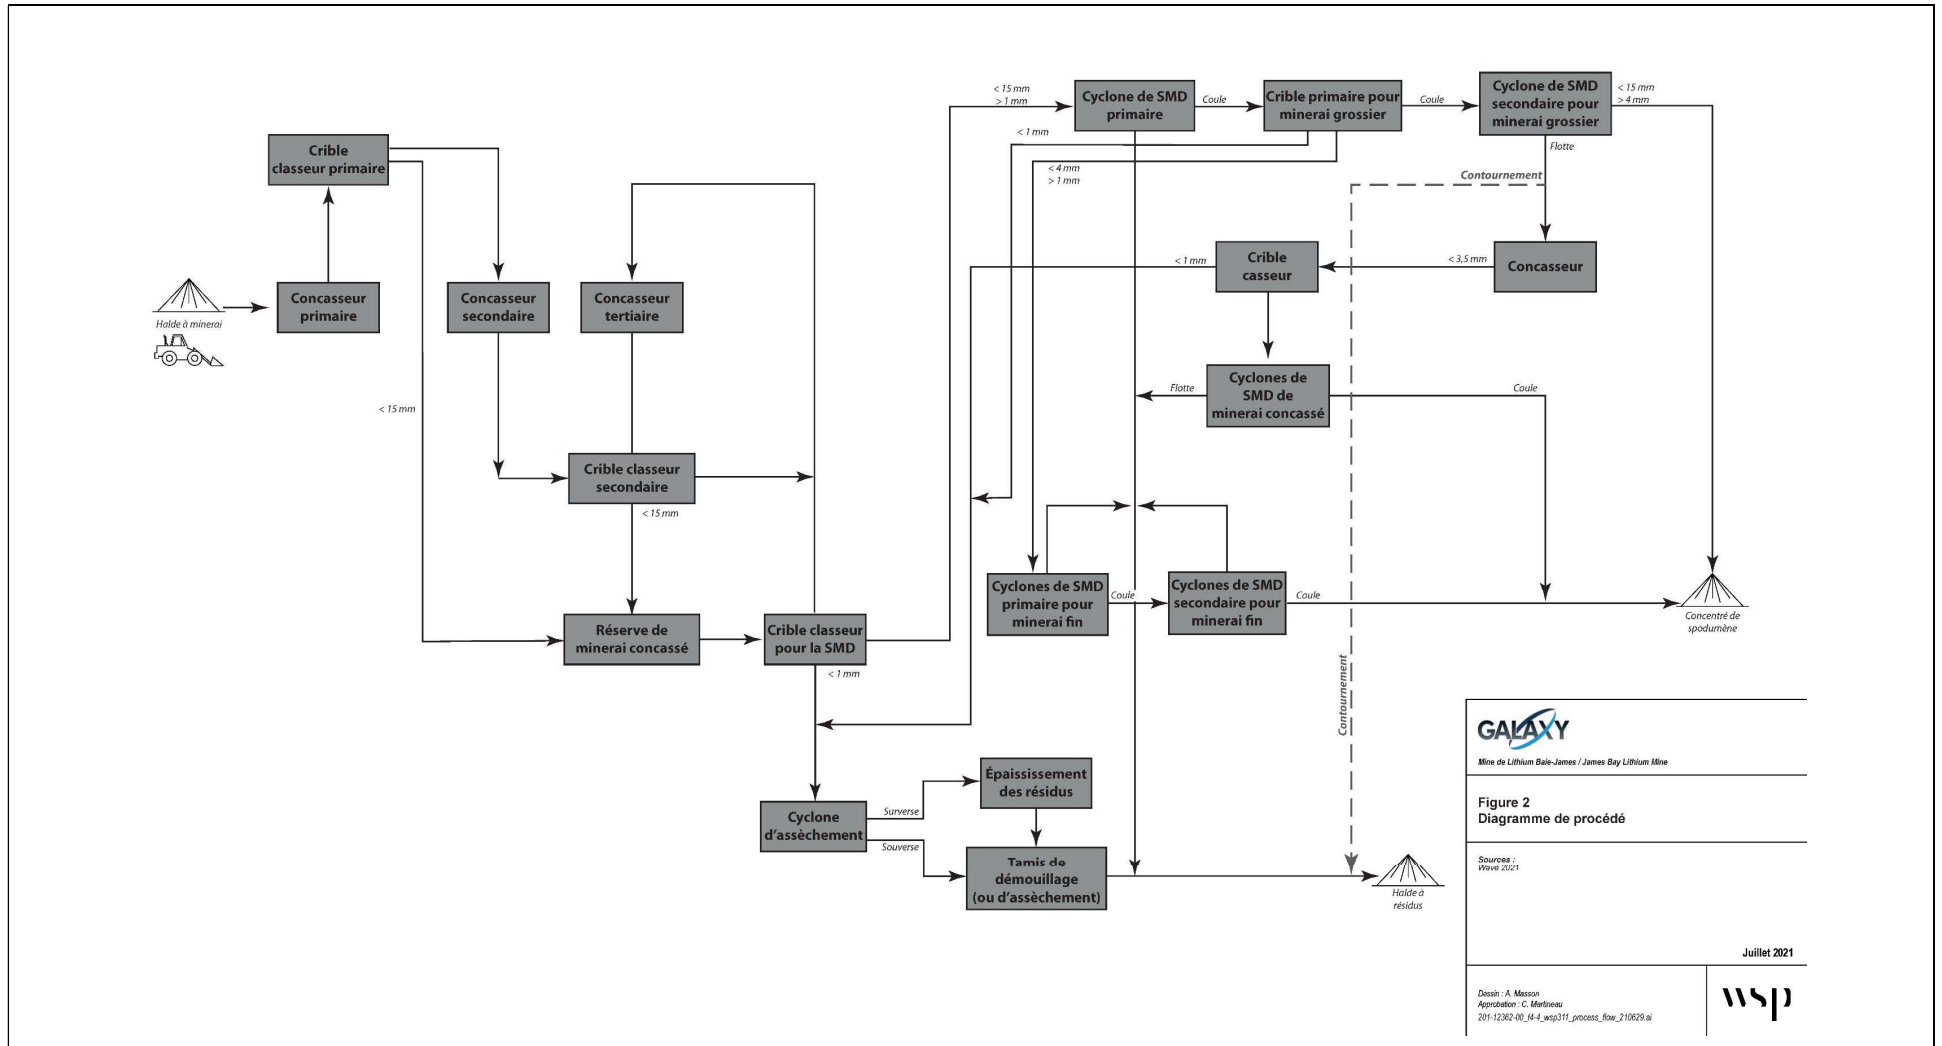 < 15 mm
> 1 mm
Cyclone de SMD
primaire
Coule
Crible primaire pour
minerai grossier
Coule
Cyclone de SMD
secondaire pour
minerai grossier
< 15 mm
> 4 mm
< 1 mm
< 4 mm
> 1 mm
Flotte
Contournement
Crible
classeur primaire
Halde à minerai
Concasseur
primaire
Concasseur
secondaire
Concasseur
tertiaire
< 1 mm
Crible
casseur
< 3,5 mm
Concasseur
< 15 mm
Flotte
Cyclones de
SMD de
minerai concassé
Coule
Crible classeur
secondaire
< 15 mm
Cyclones de SMD
primaire pour
minerai fin
Coule
Cyclones de SMD
secondaire pour
minerai fin
Coule
Concentré de
spodumène
Réserve de
minerai concassé
Crible classeur
pour la SMD
< 1 mm
Contournement
Cyclone
d'assèchement
Surverse
Souverse
Épaississement
des résidus
Tamis de
démouillage
(ou d'assèchement)
Halde à
résidus
GALAXY
Mine de Lithium Baie-James / James Bay Lithium Mine
Figure 2
Diagramme de procédé
Sources :
Wave 2021
Juillet 2021
Dessin : A. Masson
Approbation : C. Martineau
201-12362-00_f4-4_wsp311_process_flow_210629.ai
wsp